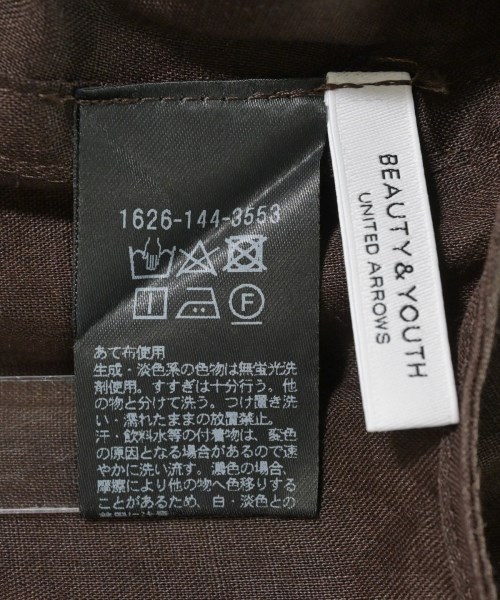 1626-144-3553
あて布使用
生成・淡色系の色物は無蛍光洗
剤使用。すすぎは十分行う。他
の物と分けて洗う。つけ置き洗
い・濡れたままの放置禁止。
汗・飲料水等の付着物は、変色
の原因となる場合があるので速
やかに洗い流す。濃色の場合、
摩擦により他の物へ色移りする
ことがあるため、白・淡色との
BEAUTY & YOUTH
UNITED ARROWS